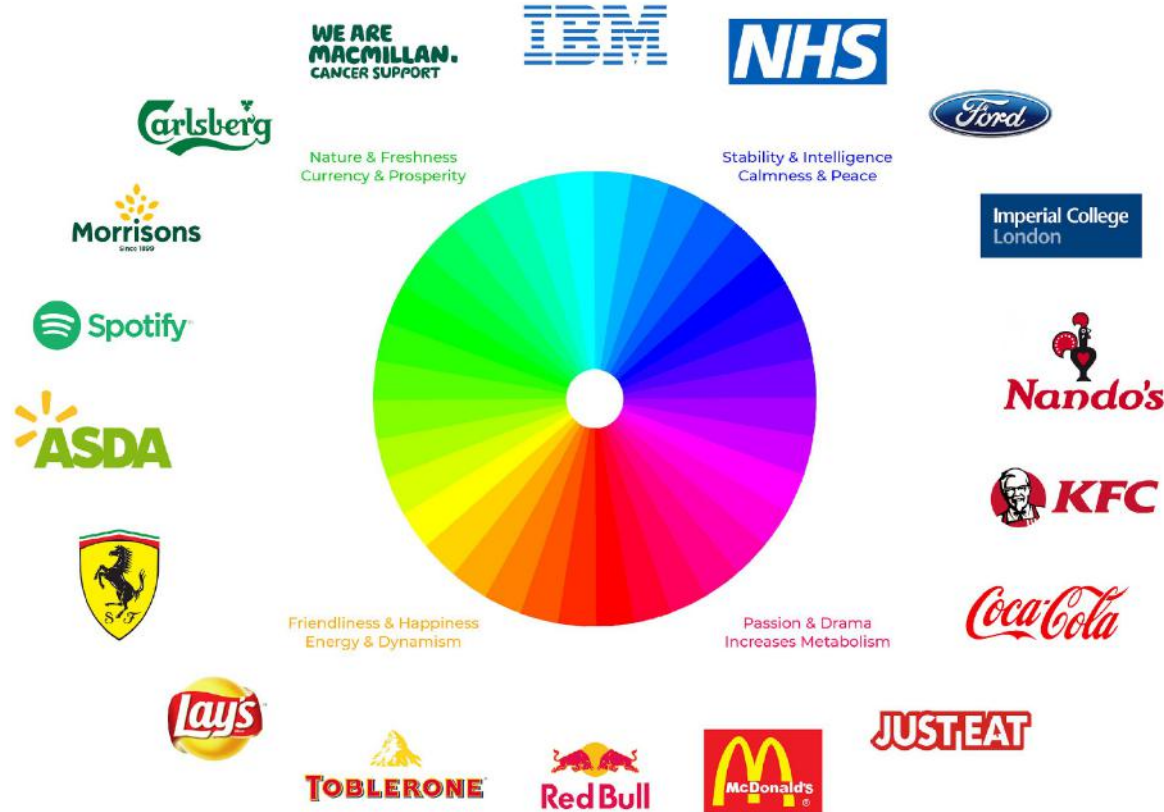 WE ARE
MACMILLAN.
CANCER SUPPORT
IBM
NHS
Carlsberg
Ford
Nature & Freshness
Currency & Prosperity
Stability & Intelligence
Calmness & Peace
Morrisons
Since 1899
Imperial College
London
Spotify
Nando's
ASDA
KFC
S F
Coca-Cola
Friendliness & Happiness
Energy & Dynamism
Passion & Drama
Increases Metabolism
Lay's
JUST EAT
TOBLERONE
Red Bull
McDonald's